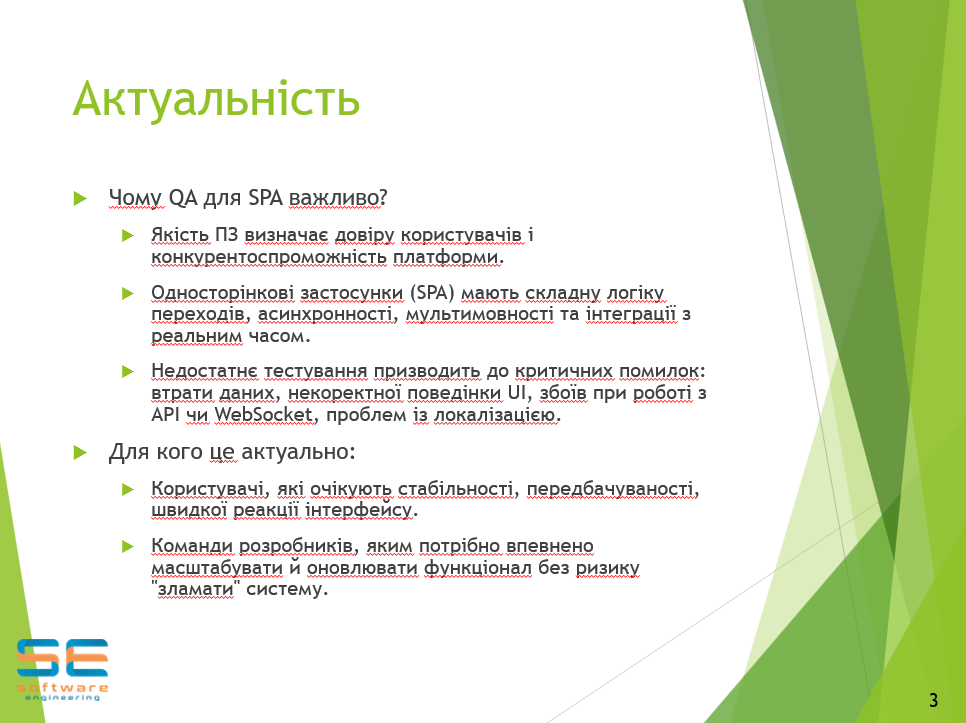 Актуальність
Чому QA для SPA важливо?
Якість ПЗ визначає довіру користувачів і
конкурентоспроможність платформи.
Односторінкові застосунки (SPA) мають складну логіку
переходів, асинхронності, мультимовності та інтеграції з
реальним часом.
Недостатнє тестування призводить до критичних помилок:
втрати даних, некоректної поведінки UI, збоїв при роботі з
API чи WebSocket, проблем із локалізацією.
Для кого це актуально:
Користувачі, які очікують стабільності, передбачуваності,
швидкої реакції інтерфейсу.
Команди розробників, яким потрібно впевнено
масштабувати й оновлювати функціонал без ризику
"зламати" систему.
SE
software
engineering
3